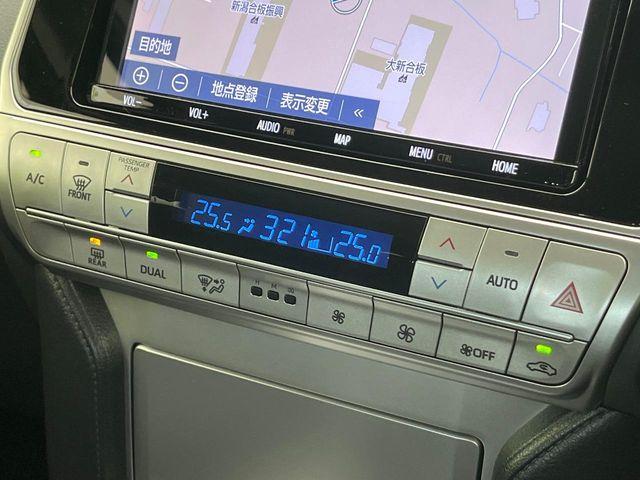 新潟合板振興
大新合板
目的地
地点登録 表示変更 «
VOL− VOL+ AUDIO PWR MAP MENU CTRL HOME
A/C
FRONT
PASSENGER TEMP
25.5 321 25.0
AUTO
REAR
DUAL
H M
OFF